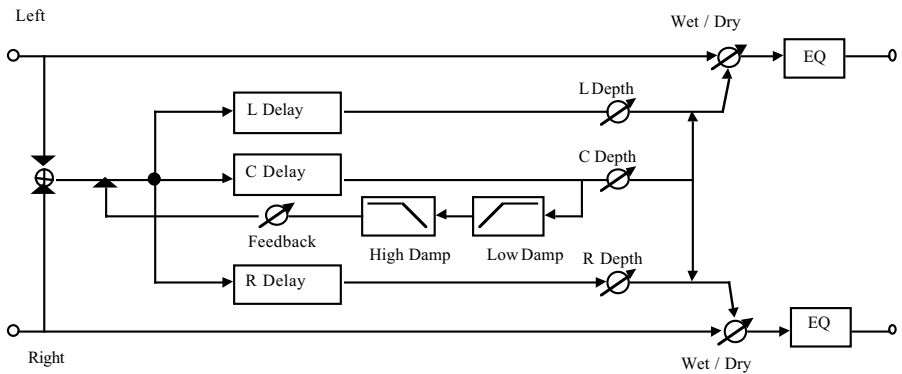 Left
Wet / Dry
EQ
L Delay
L Depth
C Delay
C Depth
Feedback
High Damp
Low Damp
R Delay
R Depth
EQ
Right
Wet / Dry